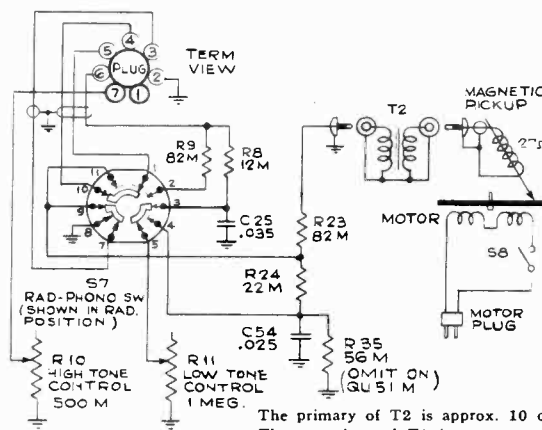 4
5
3
PLUG
6
2
7
1
TERM
VIEW
T2
MAGNETIC
PICKUP
R9
82M
R8
12M
11
1
10
2
9
3
8
4
7
5
C25
.035
R23
82 M
MOTOR
S8
R24
22 M
S7
RAD-PHONO SW
(SHOWN IN RAD.
POSITION)
MOTOR
PLUG
C54
.025
R35
56 M
(OMIT ON
QU51 M)
R10
HIGH TONE
CONTROL
500 M
R11
LOW TONE
CONTROL
1 MEG.
The primary of T2 is approx. 10 o